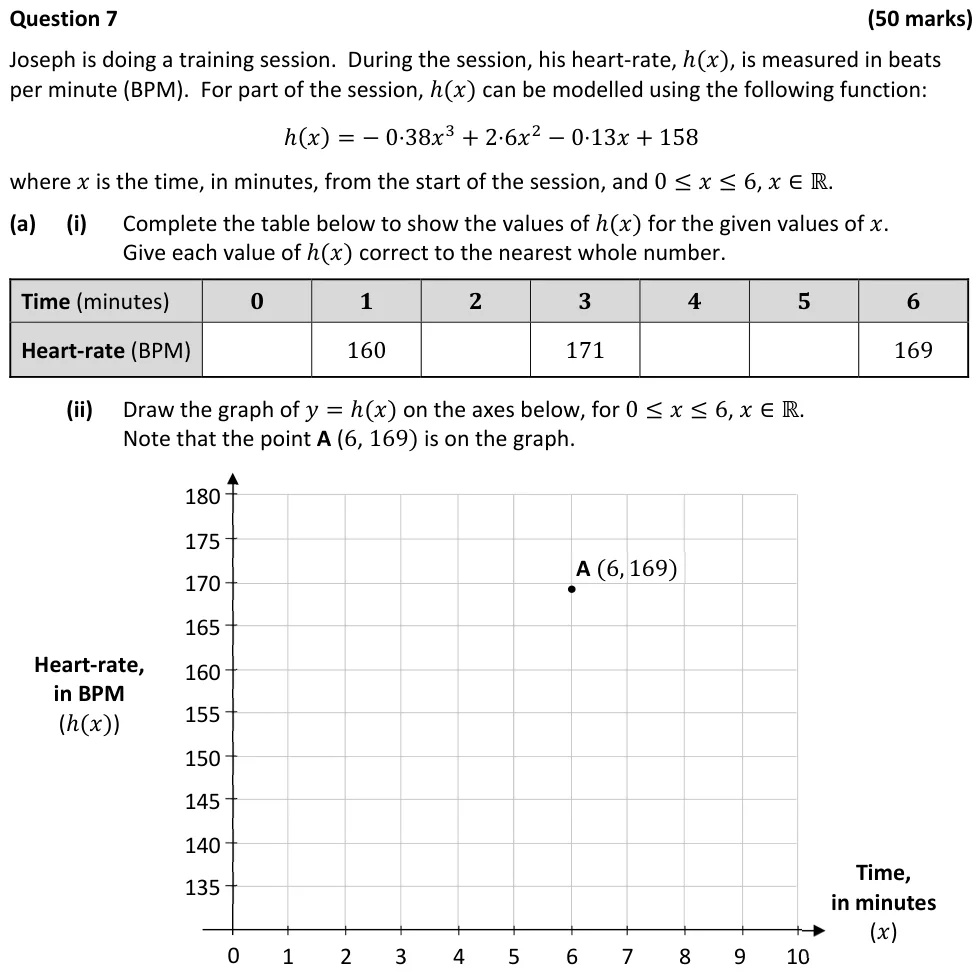 Question 7 (50 marks)
Joseph is doing a training session. During the session, his heart-rate, h(x), is measured in beats
per minute (BPM). For part of the session, h(x) can be modelled using the following function:
h(x) = − 0·38x³ + 2·6x² − 0·13x + 158
where x is the time, in minutes, from the start of the session, and 0 ≤ x ≤ 6, x ∈ ℝ.
(a) (i) Complete the table below to show the values of h(x) for the given values of x.
Give each value of h(x) correct to the nearest whole number.
Time (minutes) 0 1 2 3 4 5 6
Heart-rate (BPM) 160 171 169
(ii) Draw the graph of y = h(x) on the axes below, for 0 ≤ x ≤ 6, x ∈ ℝ.
Note that the point A (6, 169) is on the graph.
180
175
A (6, 169)
170
165
Heart-rate,
in BPM
(h(x))
160
155
150
145
140
135
Time,
in minutes
(x)
0 1 2 3 4 5 6 7 8 9 10